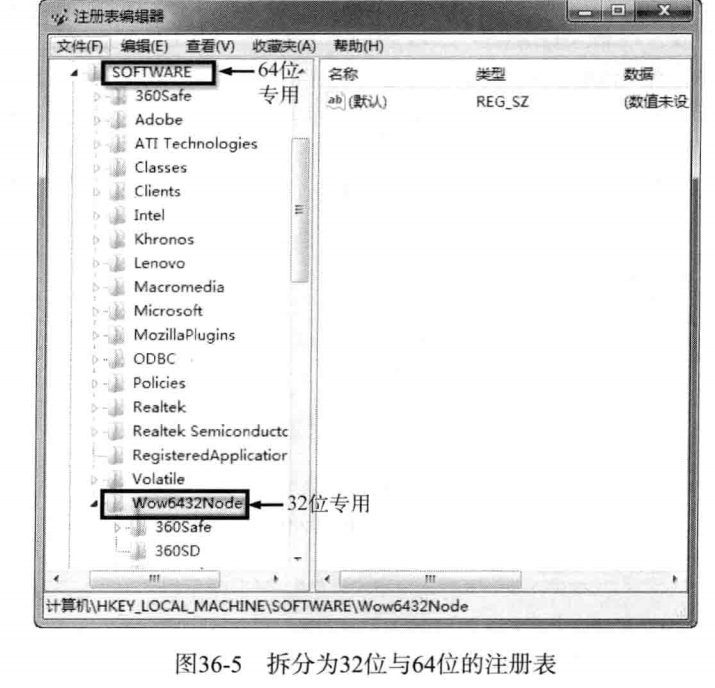 注册表编辑器
文件(F) 编辑(E) 查看(V) 收藏夹(A) 帮助(H)
SOFTWARE
64位
专用
360Safe
Adobe
ATI Technologies
Classes
Clients
Intel
Khronos
Lenovo
Macromedia
Microsoft
MozillaPlugins
ODBC
Policies
Realtek
Realtek Semiconductc
RegisteredApplication
Volatile
Wow6432Node
32位专用
360Safe
360SD
名称 类型 数据
ab (默认) REG_SZ (数值未设
计算机\HKEY_LOCAL_MACHINE\SOFTWARE\Wow6432Node
图36-5 拆分为32位与64位的注册表